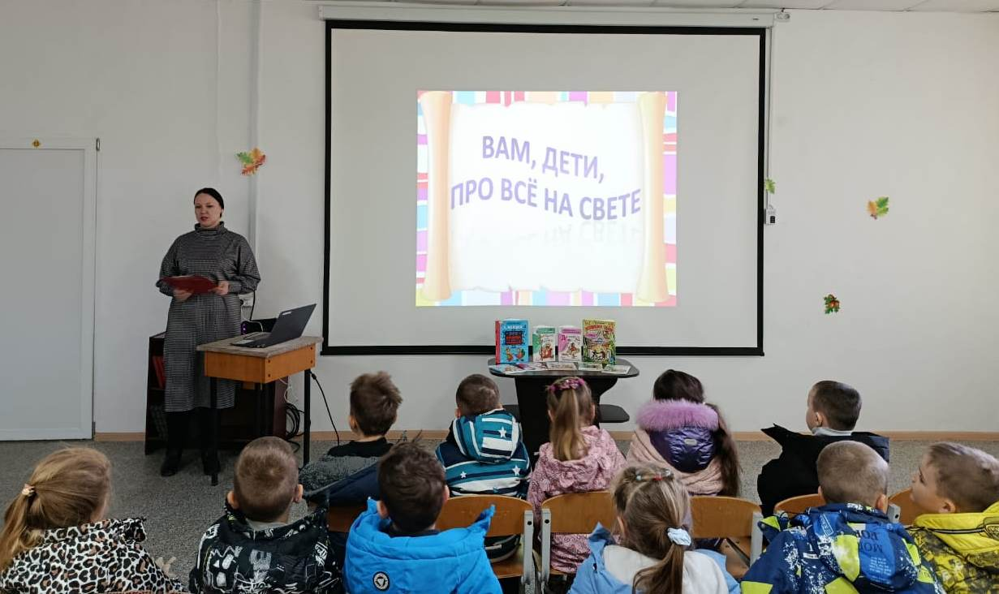 ВАМ, ДЕТИ,
ПРО ВСЁ НА СВЕТЕ